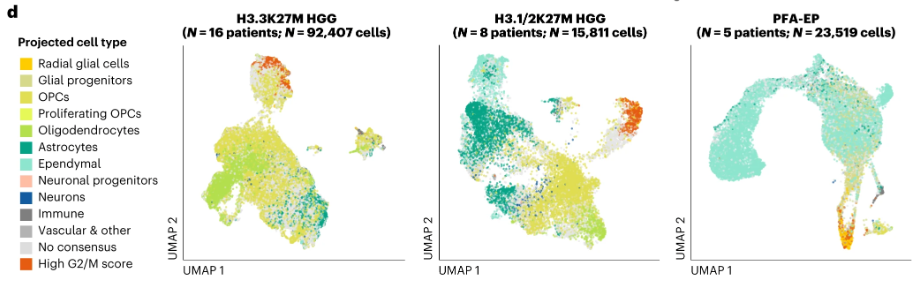 d
H3.3K27M HGG
(N = 16 patients; N = 92,407 cells)
H3.1/2K27M HGG
(N = 8 patients; N = 15,811 cells)
PFA-EP
(N = 5 patients; N = 23,519 cells)
Projected cell type
Radial glial cells
Glial progenitors
OPCs
Proliferating OPCs
Oligodendrocytes
Astrocytes
Ependymal
Neuronal progenitors
Neurons
Immune
Vascular & other
No consensus
High G2/M score
UMAP 2
UMAP 1
UMAP 2
UMAP 1
UMAP 2
UMAP 1